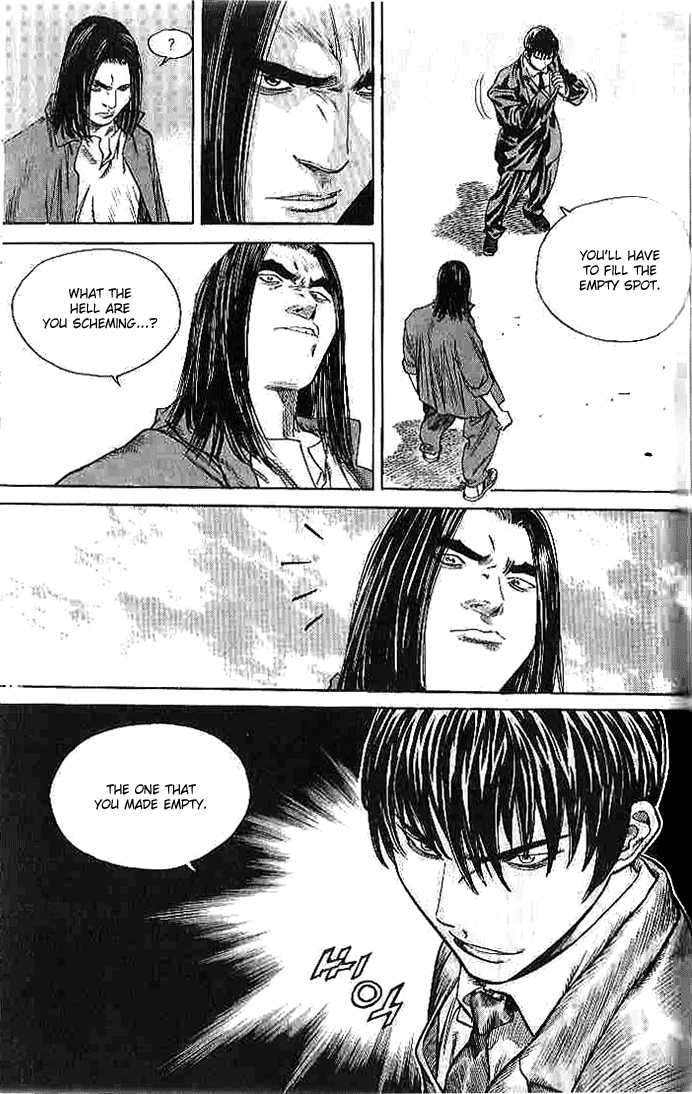 YOU'LL HAVE
TO FILL THE
EMPTY SPOT.
?
WHAT THE
HELL ARE
YOU SCHEMING...?
THE ONE THAT
YOU MADE EMPTY.